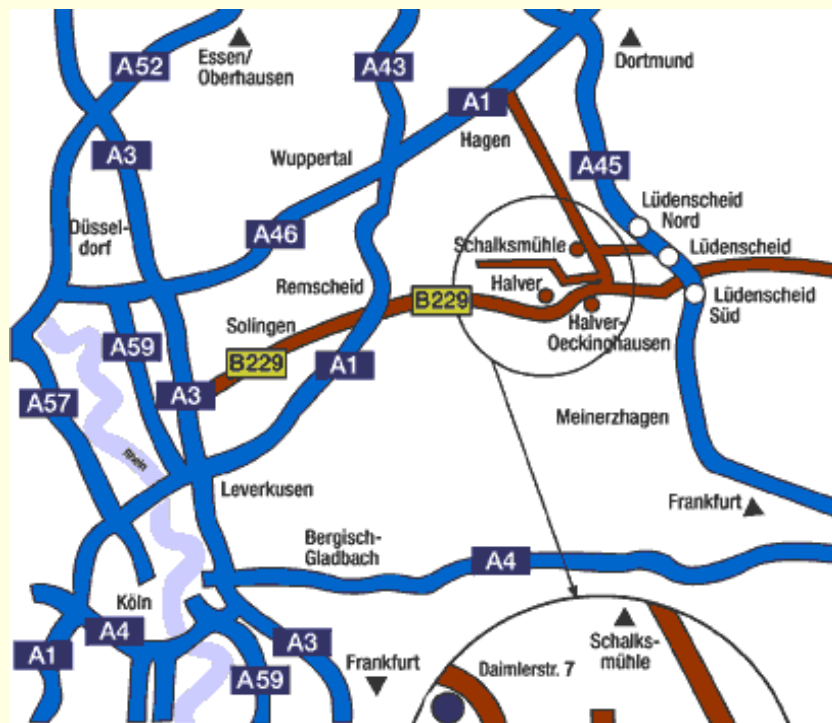 Essen/
Oberhausen
A52
A43
Dortmund
A1
A3
Hagen
Wuppertal
A45
Lüdenscheid
Nord
Düssel-
dorf
A46
Schalksmühle
Lüdenscheid
Remscheid
Halver
B229
Lüdenscheid
Süd
Solingen
Halver-
Oeckinghausen
A59
B229
A1
A57
A3
Meinerzhagen
Rhein
Leverkusen
Frankfurt
Bergisch-
Gladbach
A4
Köln
A4
A3
Schalks-
mühle
A1
Frankfurt
Daimlerstr. 7
A59